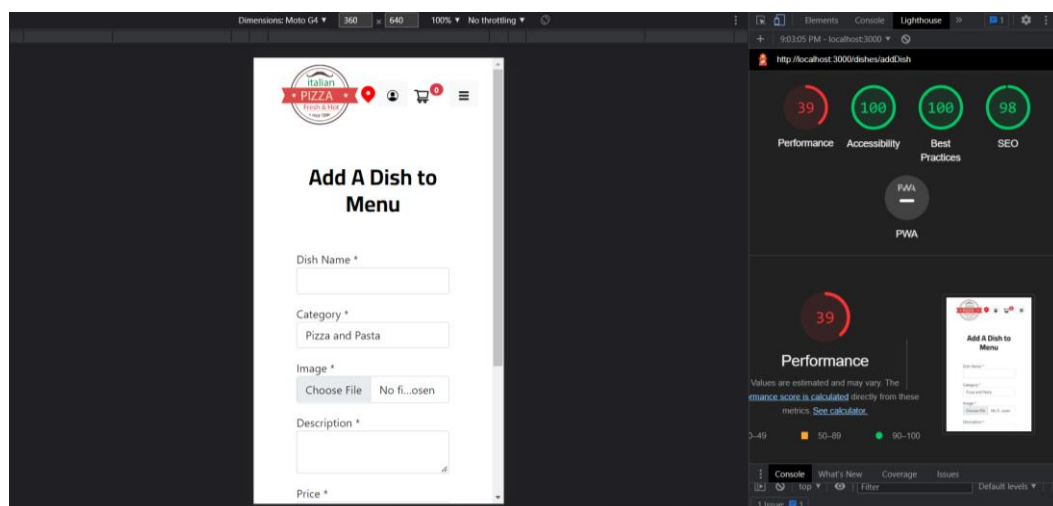 Dimensions: Moto G4 ▼ 360 × 640 100% ▼ No throttling ▼
Elements Console Lighthouse » 1
+ 9:03:05 PM - localhost:3000 ▼
http://localhost:3000/dishes/addDish
italian
PIZZA
Fresh & Hot
0
39 100 100 98
Performance Accessibility Best Practices SEO
PWA
PWA
Add A Dish to
Menu
Dish Name *
Category *
Pizza and Pasta
Image *
Choose File No fi...osen
Description *
Price *
39
Performance
Values are estimated and may vary. The
ormance score is calculated directly from these
metrics. See calculator.
0–49 50–89 90–100
Add A Dish to
Menu
Console What's New Coverage Issues
top ▼ Filter Default levels ▼
1 Issue: 1